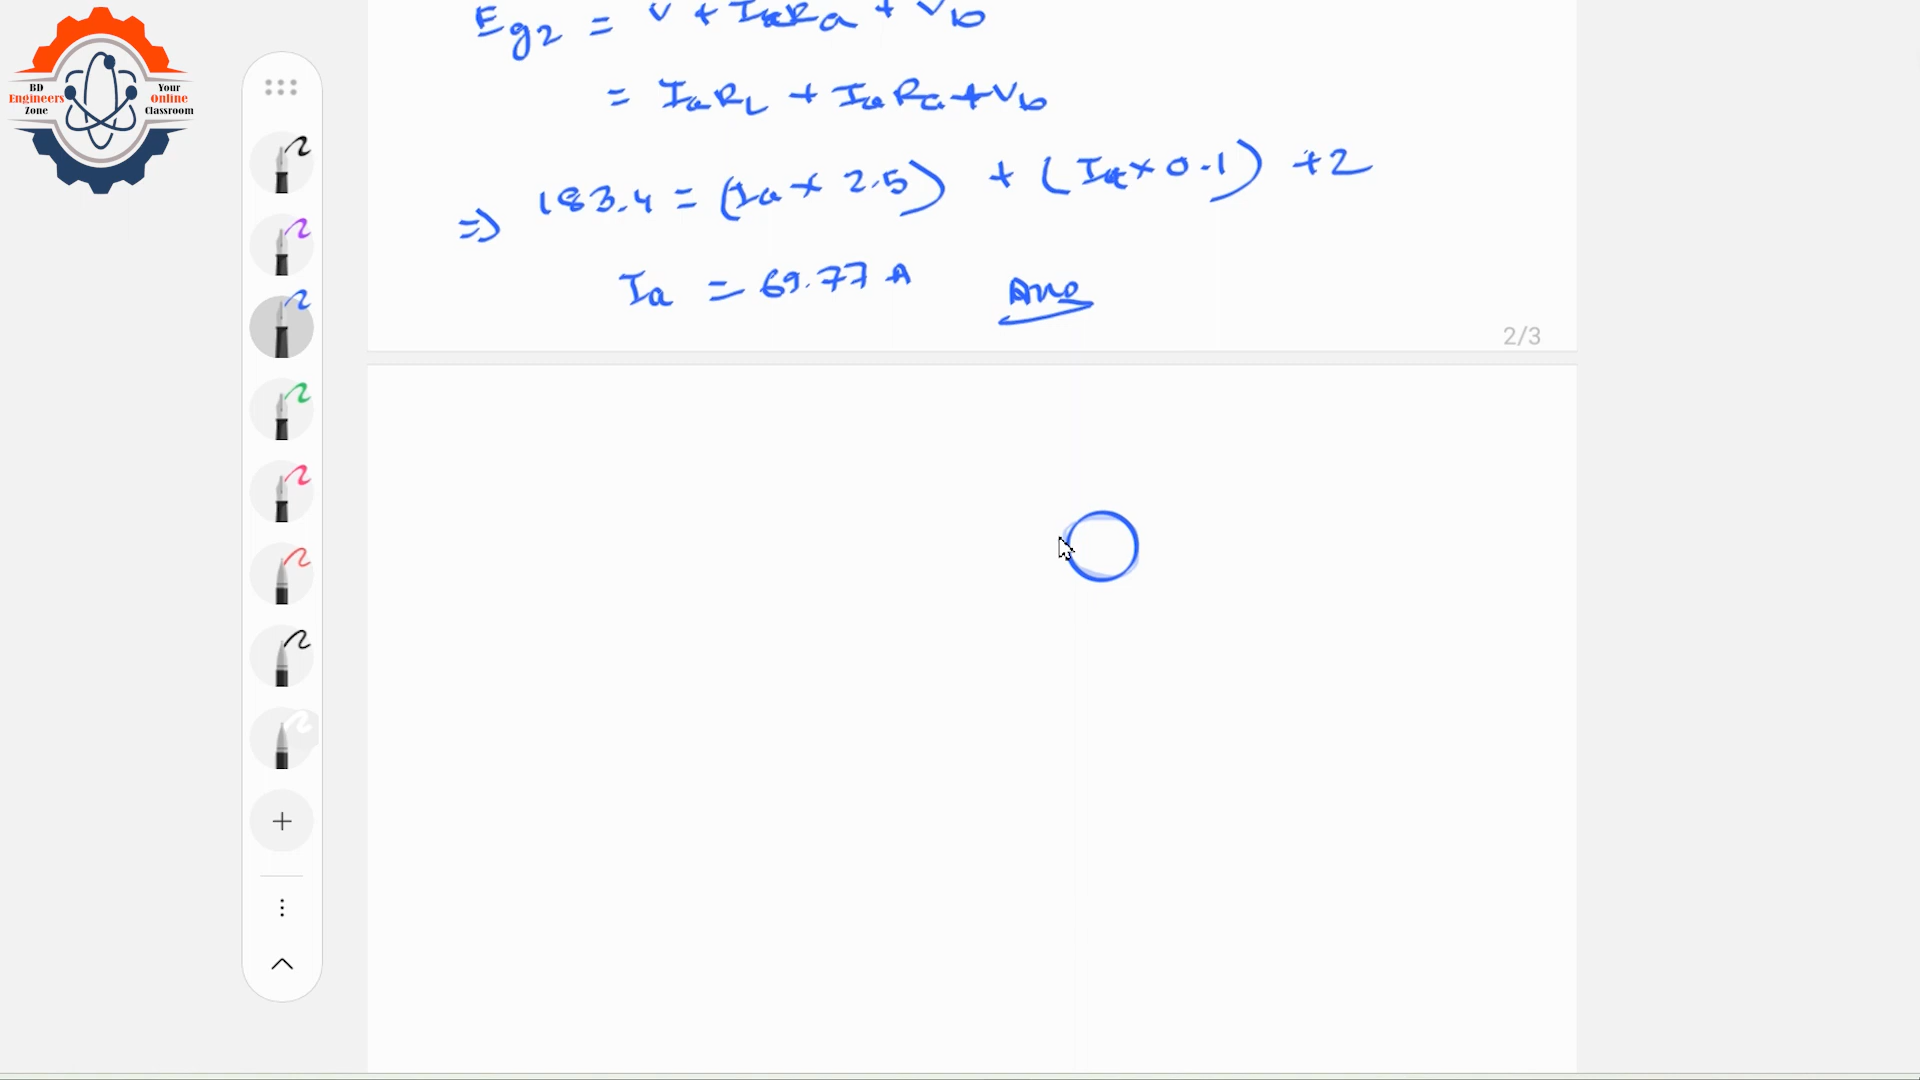 BD
Engineers
Zone
Your
Online
Classroom
Eg2 = V + IaRa + Vb
= IaRL + IaRa + Vb
=> 183.4 = (Ia × 2.5) + (Ia × 0.1) + 2
Ia = 69.77 A Ans
2/3